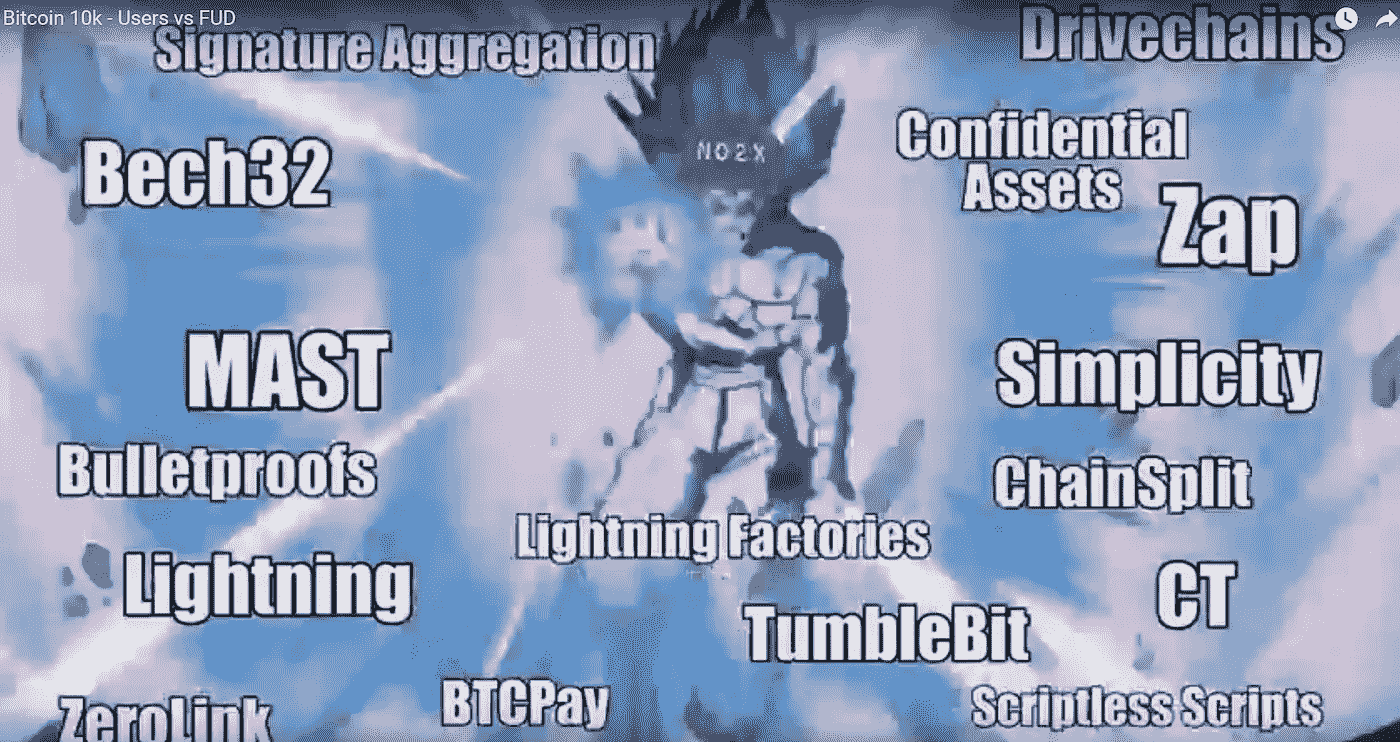 Bitcoin 10k - Users vs FUD
Signature Aggregation
Drivechains
Bech32
NO2X
Confidential
Assets
Zap
MAST
Simplicity
Bulletproofs
ChainSplit
Lightning Factories
Lightning
CT
TumbleBit
ZeroLink
BTCPay
Scriptless Scripts